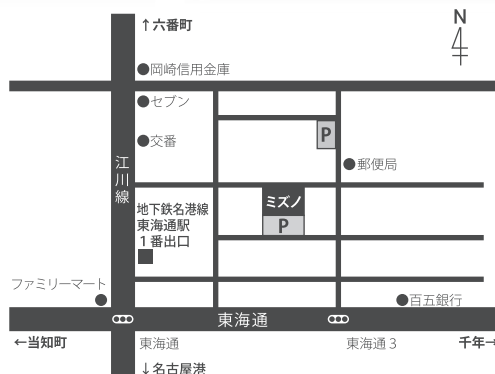 ↑六番町
N
●岡崎信用金庫
●セブン
●交番
P
●郵便局
江川線
ミズノ
P
地下鉄名港線
東海通駅
1番出口
ファミリーマート
●百五銀行
東海通
←当知町
東海通
東海通3
千年→
↓名古屋港